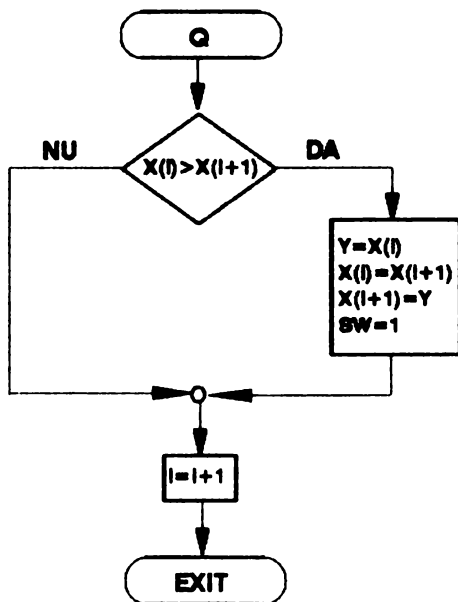 Q
X(I)>X(I+1)
NU
DA
Y=X(I)
X(I)=X(I+1)
X(I+1)=Y
SW=1
I=I+1
EXIT